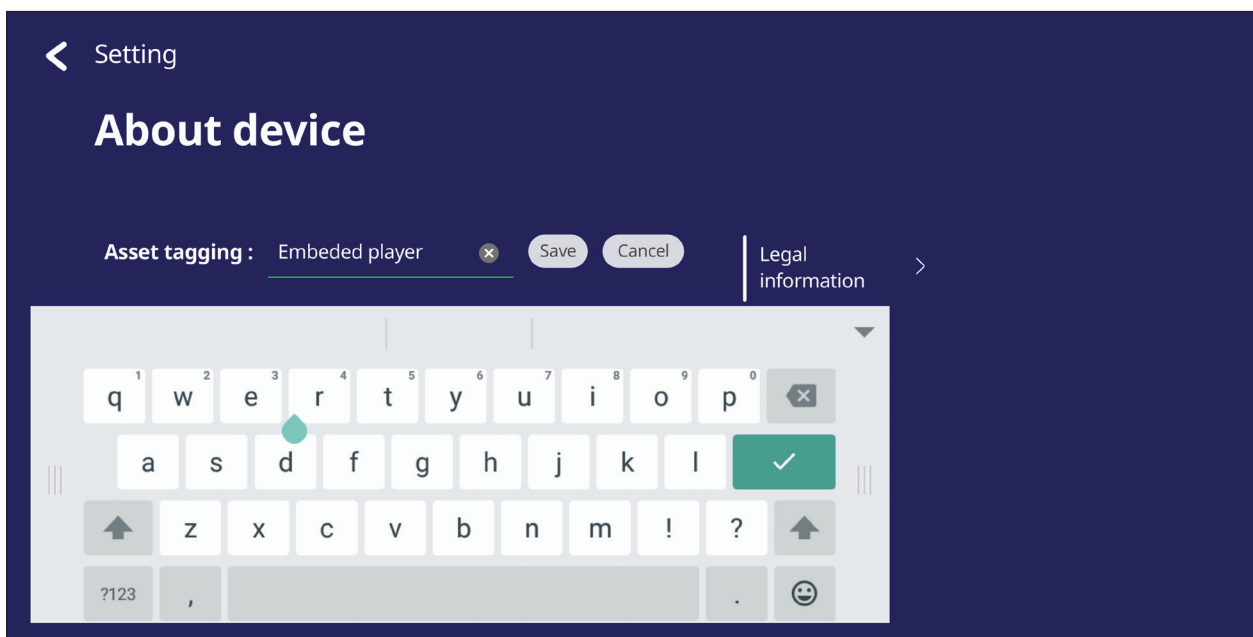 Setting
About device
Asset tagging : Embeded player Save Cancel
Legal
information
1 2 3 4 5 6 7 8 9 0
q w e r t y u i o p
a s d f g h j k l
z x c v b n m ! ?
?123 , .